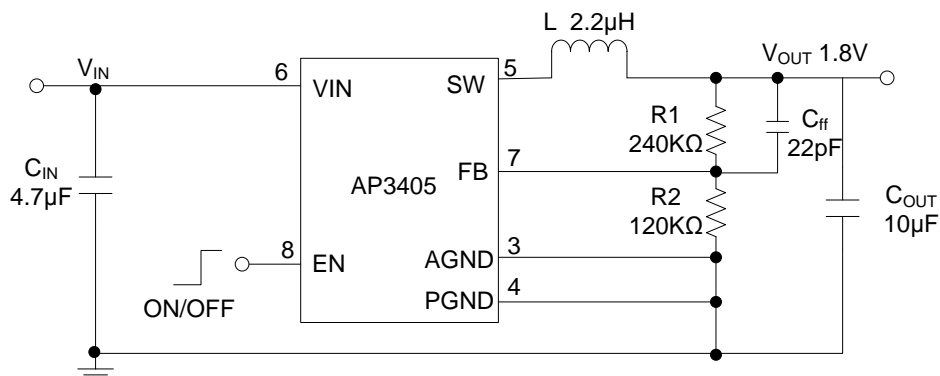 L 2.2µH
VIN
6
VIN
5
SW
VOUT 1.8V
R1
240KΩ
Cff
22pF
CIN
4.7µF
AP3405
FB
7
R2
120KΩ
COUT
10µF
8
EN
ON/OFF
AGND
3
PGND
4